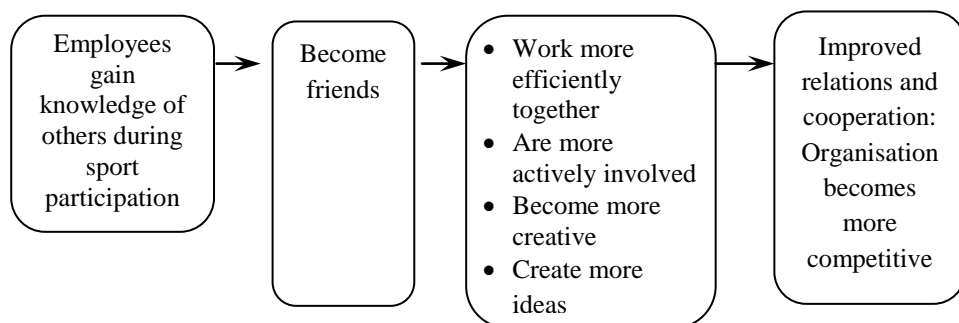 Employees
gain
knowledge of
others during
sport
participation
Become
friends
• Work more
efficiently
together
• Are more
actively involved
• Become more
creative
• Create more
ideas
Improved
relations and
cooperation:
Organisation
becomes
more
competitive